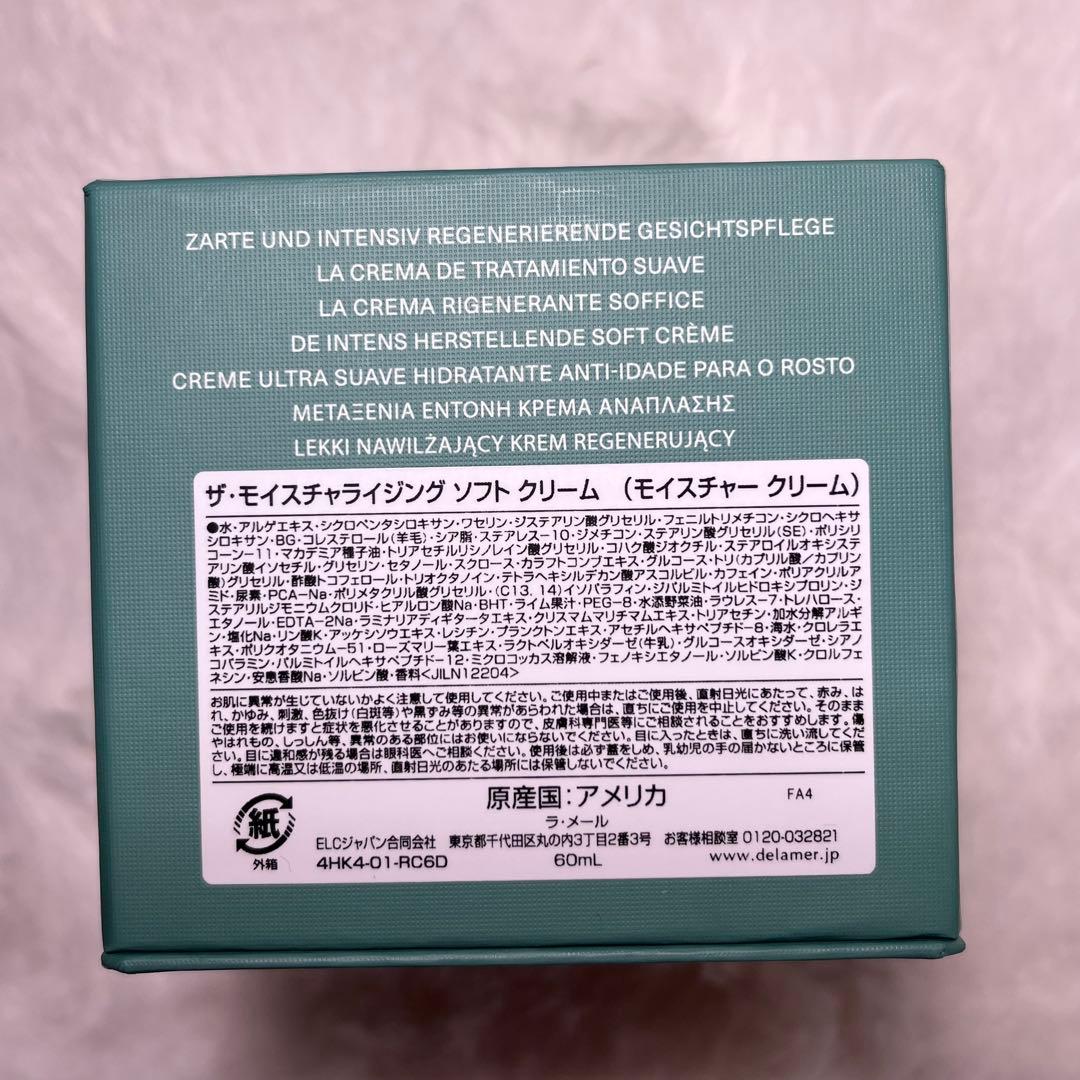 ZARTE UND INTENSIV REGENERIERENDE GESICHTSPFLEGE
LA CREMA DE TRATAMIENTO SUAVE
LA CREMA RIGENERANTE SOFFICE
DE INTENS HERSTELLENDE SOFT CRÈME
CREME ULTRA SUAVE HIDRATANTE ANTI-IDADE PARA O ROSTO
ΜΕΤΑΞΕΝΙΑ ΕΝΤΟΝΗ ΚΡΕΜΑ ΑΝΑΠΛΑΣΗΣ
LEKKI NAWILŻAJĄCY KREM REGENERUJĄCY
ザ・モイスチャライジング ソフト クリーム （モイスチャー クリーム）
●水・アルゲエキス・シクロペンタシロキサン・ワセリン・ジステアリン酸グリセリル・フェニルトリメチコン・シクロヘキサ
シロキサン・BG・コレステロール(羊毛)・シア脂・ステアレス-10・ジメチコン・ステアリン酸グリセリル(SE)・ポリシリ
コーン-11・マカデミア種子油・トリアセチルリシノレイン酸グリセリル・コハク酸ジオクチル・ステアロイルオキシステ
アリン酸イソセチル・グリセリン・セタノール・スクロース・カラフトコンブエキス・グルコース・トリ(カプリル酸／カプリン
酸)グリセリル・酢酸トコフェロール・トリオクタノイン・テトラヘキシルデカン酸アスコルビル・カフェイン・ポリアクリルア
ミド・尿素・PCA-Na・ポリメタクリル酸グリセリル・(C13, 14)イソパラフィン・ジパルミトイルヒドロキシプロリン・ジ
ステアリルジモニウムクロリド・ヒアルロン酸Na・BHT・ライム果汁・PEG-8・水添野菜油・ラウレス-7・トレハロース・
エタノール・EDTA-2Na・ラミナリアディギタータエキス・クリスマムマリチマムエキス・トリアセチン・加水分解アルギ
ン・塩化Na・リン酸K・アッケシソウエキス・レシチン・プランクトンエキス・アセチルヘキサペプチド-8・海水・クロレラエ
キス・ポリクオタニウム-51・ローズマリー葉エキス・ラクトペルオキシダーゼ(牛乳)・グルコースオキシダーゼ・シアノ
コバラミン・パルミトイルヘキサペプチド-12・ミクロコッカス溶解液・フェノキシエタノール・ソルビン酸K・クロルフェ
ネシン・安息香酸Na・ソルビン酸・香料<JILN12204>
お肌に異常が生じていないかよく注意して使用してください。ご使用中またはご使用後、直射日光にあたって、赤み、は
れ、かゆみ、刺激、色抜け(白斑等)や黒ずみ等の異常があらわれた場合は、直ちにご使用を中止してください。そのまま
ご使用を続けますと症状を悪化させることがありますので、皮膚科専門医等にご相談されることをおすすめします。傷
やはれもの、しっしん等、異常のある部位にはお使いにならないでください。目に入ったときは、直ちに洗い流してくだ
さい。目に違和感が残る場合は眼科医へご相談ください。使用後は必ず蓋をしめ、乳幼児の手の届かないところに保管
し、極端に高温又は低温の場所、直射日光のあたる場所には保管しないでください。
紙
外箱
原産国：アメリカ FA4
ラ・メール
ELCジャパン合同会社 東京都千代田区丸の内3丁目2番3号 お客様相談室 0120-032821
4HK4-01-RC6D 60mL www.delamer.jp